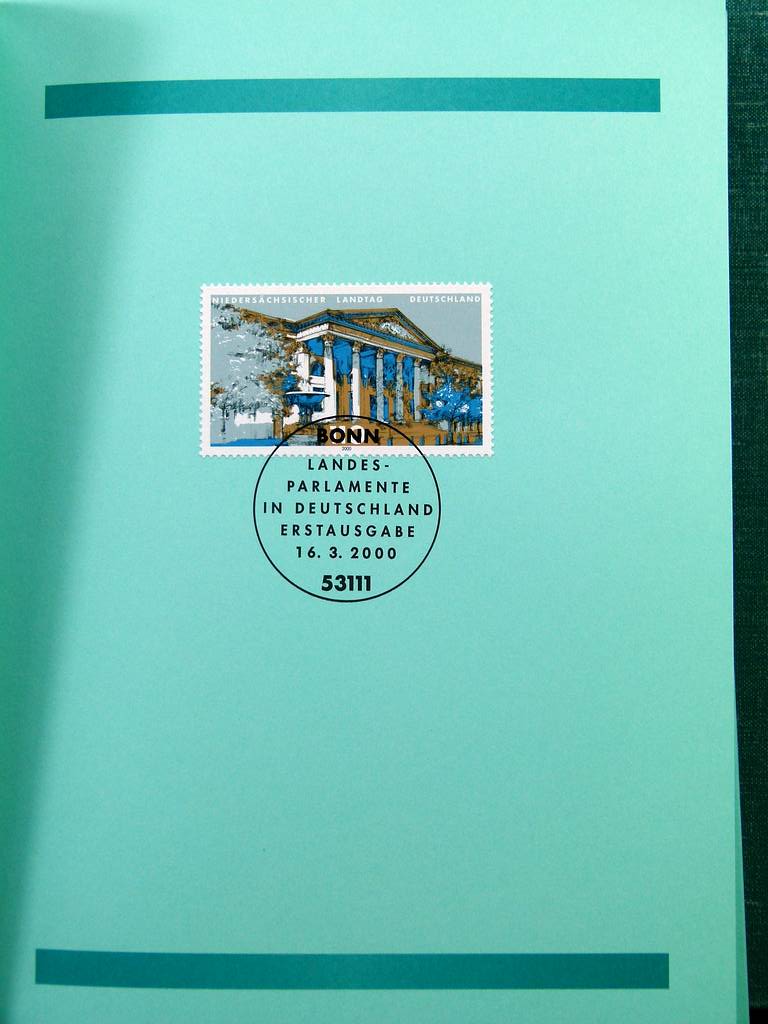 NIEDERSÄCHSISCHER LANDTAG DEUTSCHLAND
BONN
2000
LANDES-
PARLAMENTE
IN DEUTSCHLAND
ERSTAUSGABE
16. 3. 2000
53111